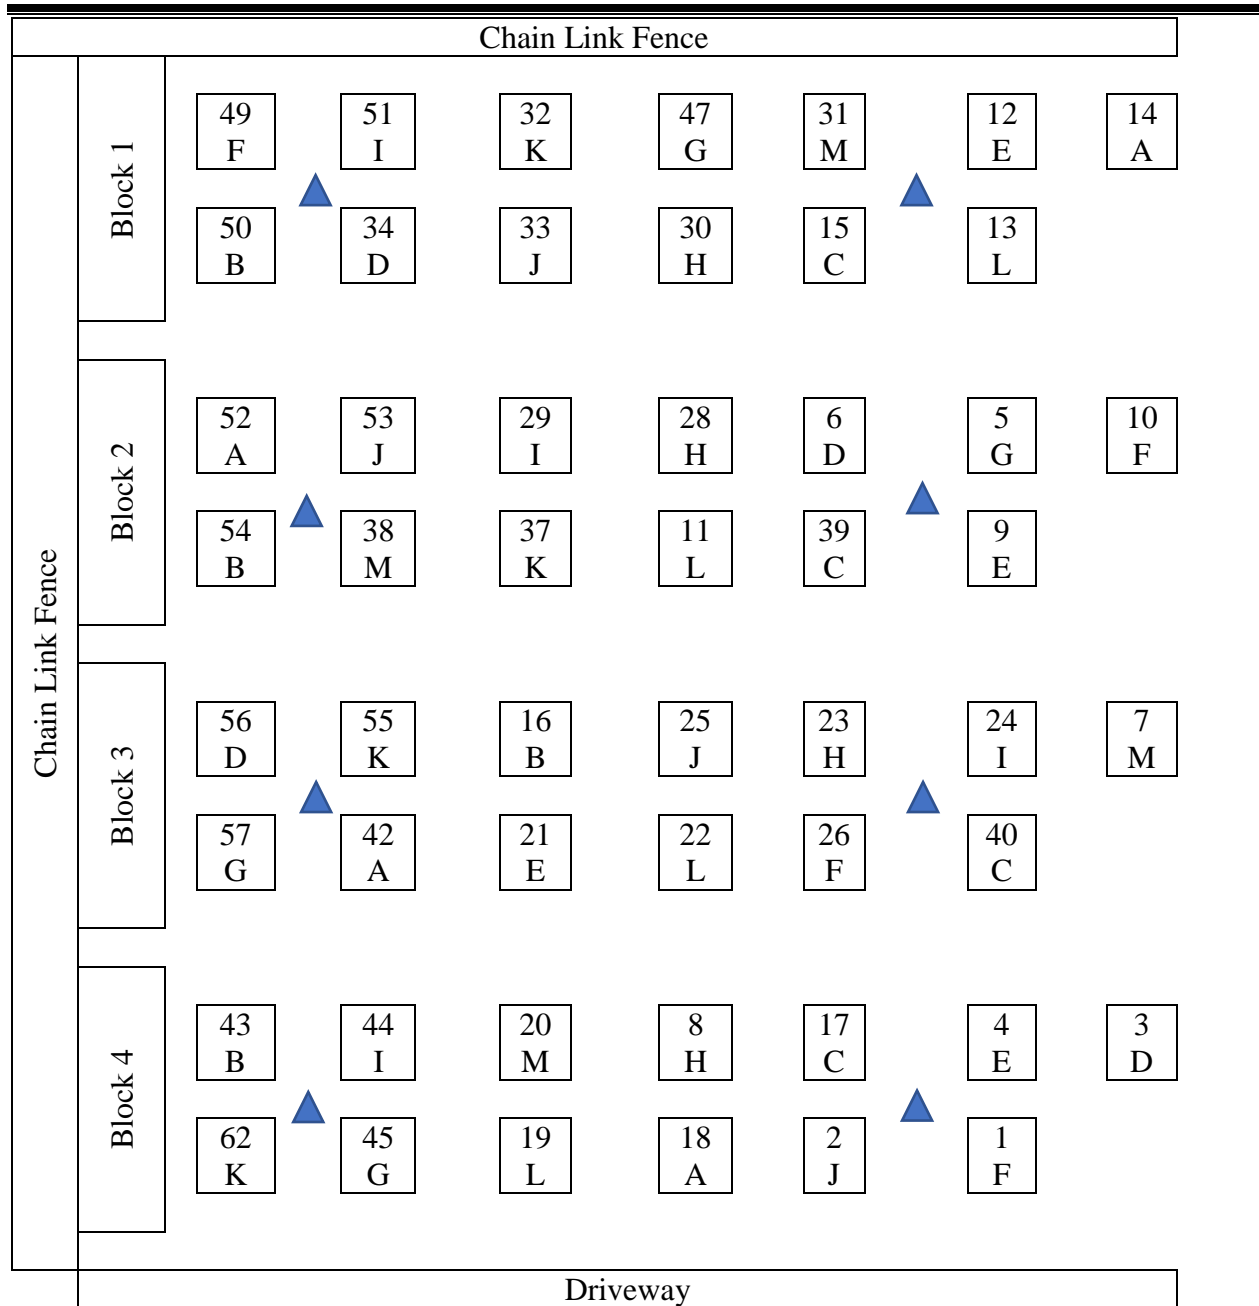 Chain Link Fence
Chain Link Fence
Block 1
49 51 32 47 31 12 14
F I K G M E A
50 34 33 30 15 13
B D J H C L
Block 2
52 53 29 28 6 5 10
A J I H D G F
54 38 37 11 39 9
B M K L C E
Block 3
56 55 16 25 23 24 7
D K B J H I M
57 42 21 22 26 40
G A E L F C
Block 4
43 44 20 8 17 4 3
B I M H C E D
62 45 19 18 2 1
K G L A J F
Driveway